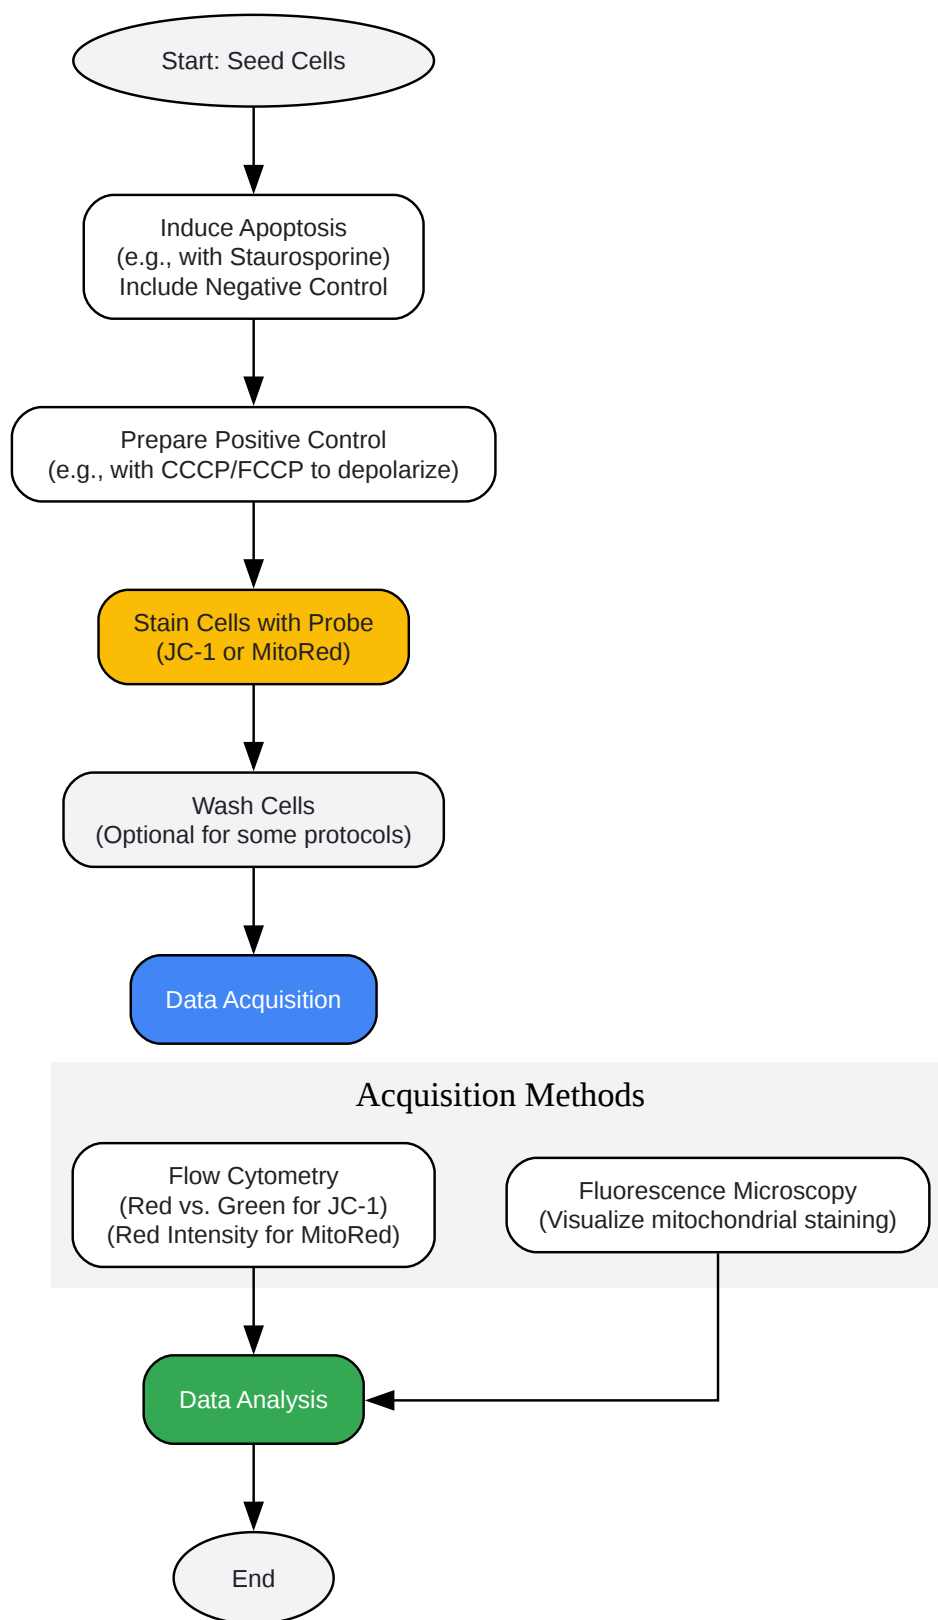 Start: Seed Cells
Induce Apoptosis
(e.g., with Staurosporine)
Include Negative Control
Prepare Positive Control
(e.g., with CCCP/FCCP to depolarize)
Stain Cells with Probe
(JC-1 or MitoRed)
Wash Cells
(Optional for some protocols)
Data Acquisition
Acquisition Methods
Flow Cytometry
(Red vs. Green for JC-1)
(Red Intensity for MitoRed)
Fluorescence Microscopy
(Visualize mitochondrial staining)
Data Analysis
End